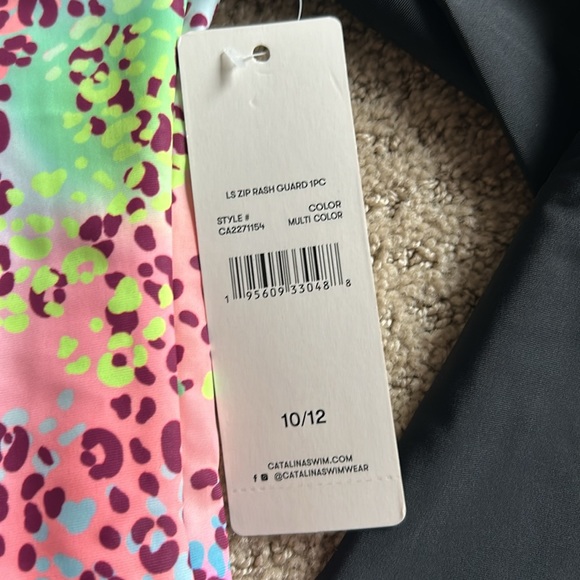 LS ZIP RASH GUARD 1PC
STYLE # COLOR
CA2271154 MULTI COLOR
1 95609 33048 8
10/12
CATALINASWIM.COM
@CATALINASWIMWEAR